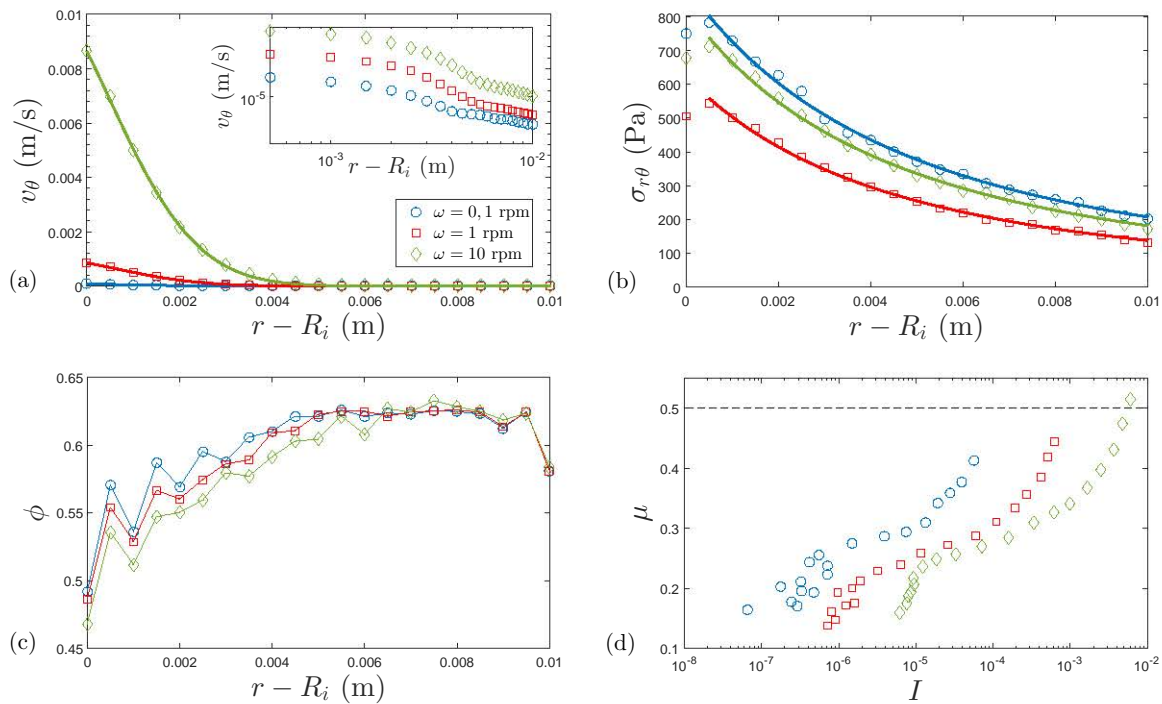 0.01
0.008
0.006
0.004
0.002
0
v_θ (m/s)
0 0.002 0.004 0.006 0.008 0.01
r − R_i (m)
(a)
10^-5
v_θ (m/s)
10^-3 10^-2
r − R_i (m)
ω = 0, 1 rpm
ω = 1 rpm
ω = 10 rpm
800
700
600
500
400
300
200
100
0
σ_rθ (Pa)
0 0.002 0.004 0.006 0.008 0.01
r − R_i (m)
(b)
0.65
0.6
0.55
0.5
0.45
ϕ
0 0.002 0.004 0.006 0.008 0.01
r − R_i (m)
(c)
0.5
0.4
0.3
0.2
0.1
μ
10^-8 10^-7 10^-6 10^-5 10^-4 10^-3 10^-2
I
(d)